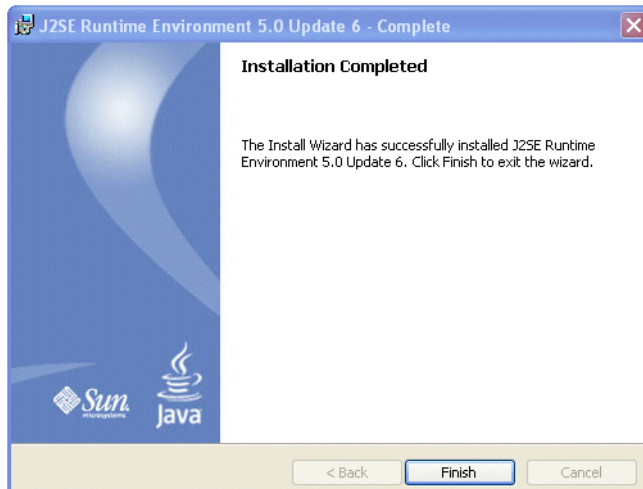 J2SE Runtime Environment 5.0 Update 6 - Complete
Installation Completed
The Install Wizard has successfully installed J2SE Runtime
Environment 5.0 Update 6. Click Finish to exit the wizard.
Sun
microsystems
Java
< Back
Finish
Cancel